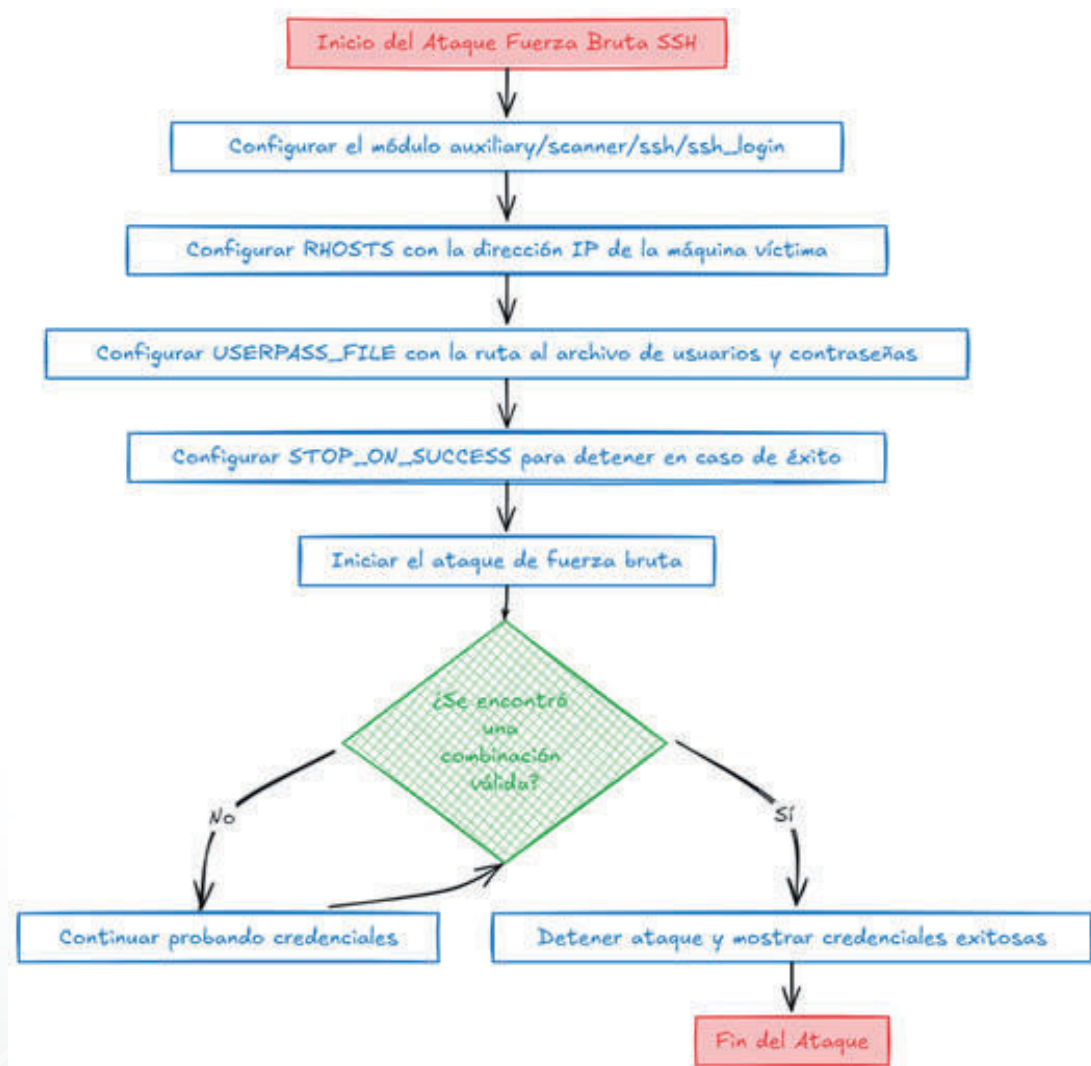 Inicio del Ataque Fuerza Bruta SSH
Configurar el módulo auxiliary/scanner/ssh/ssh_login
Configurar RHOSTS con la dirección IP de la máquina víctima
Configurar USERPASS_FILE con la ruta al archivo de usuarios y contraseñas
Configurar STOP_ON_SUCCESS para detener en caso de éxito
Iniciar el ataque de fuerza bruta
¿Se encontró
una
combinación
válida?
No
Sí
Continuar probando credenciales
Detener ataque y mostrar credenciales exitosas
Fin del Ataque